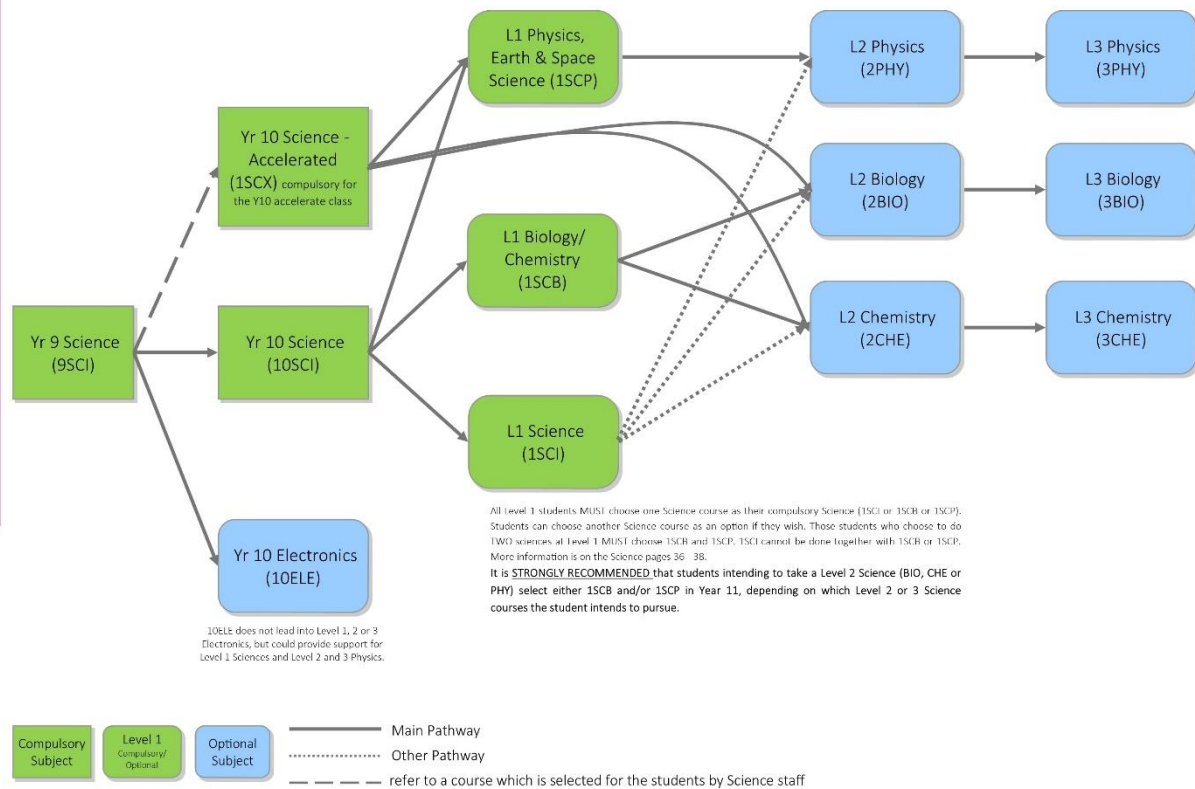 L1 Physics,
Earth & Space
Science (1SCP)
L2 Physics
(2PHY)
L3 Physics
(3PHY)
Yr 10 Science -
Accelerated
(1SCX) compulsory for
the Y10 accelerate class
L2 Biology
(2BIO)
L3 Biology
(3BIO)
L1 Biology/
Chemistry
(1SCB)
Yr 9 Science
(9SCI)
Yr 10 Science
(10SCI)
L2 Chemistry
(2CHE)
L3 Chemistry
(3CHE)
L1 Science
(1SCI)
All Level 1 students MUST choose one Science course as their compulsory Science (1SCI or 1SCB or 1SCP).
Students can choose another Science course as an option if they wish. Those students who choose to do
TWO sciences at Level 1 MUST choose 1SCB and 1SCP. 1SCI cannot be done together with 1SCB or 1SCP.
More information is on the Science pages 36 38.
It is STRONGLY RECOMMENDED that students intending to take a Level 2 Science (BIO, CHE or
PHY) select either 1SCB and/or 1SCP in Year 11, depending on which Level 2 or 3 Science
courses the student intends to pursue.
Yr 10 Electronics
(10ELE)
10ELE does not lead into Level 1, 2 or 3
Electronics, but could provide support for
Level 1 Sciences and Level 2 and 3 Physics.
Compulsory
Subject
Level 1
Compulsory/
Optional
Optional
Subject
Main Pathway
Other Pathway
refer to a course which is selected for the students by Science staff